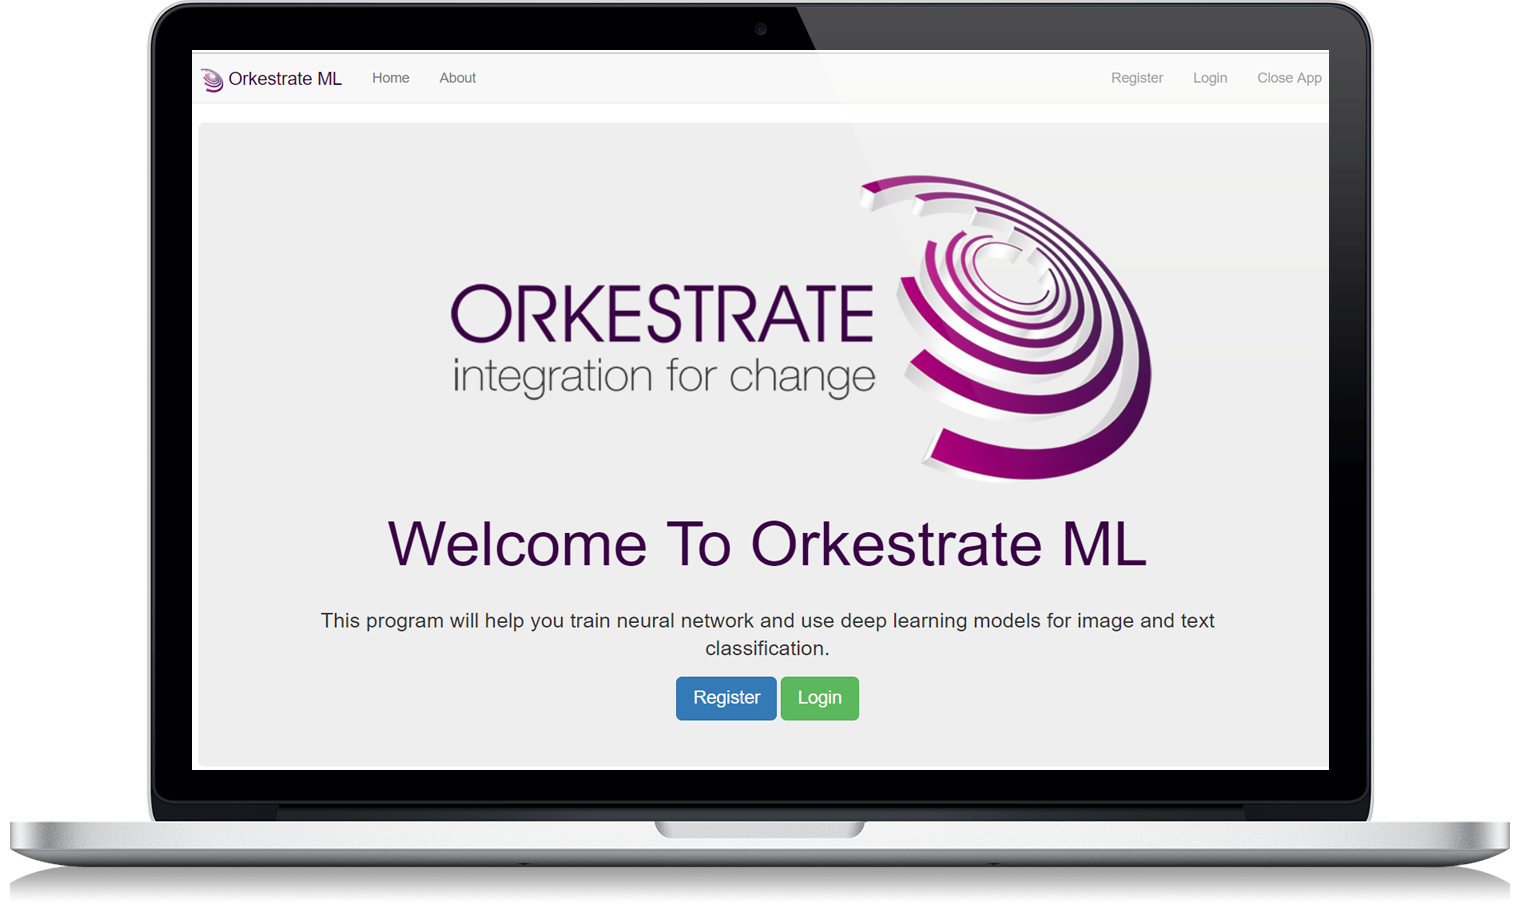 Orkestrate ML Home About Register Login Close App
ORKESTRATE
integration for change
Welcome To Orkestrate ML
This program will help you train neural network and use deep learning models for image and text
classification.
Register Login